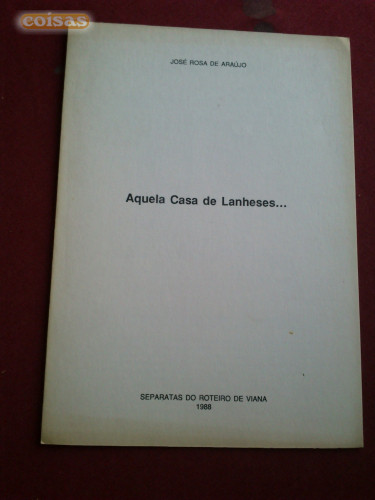 coisas
JOSÉ ROSA DE ARAÚJO
Aquela Casa de Lanheses...
SEPARATAS DO ROTEIRO DE VIANA
1988